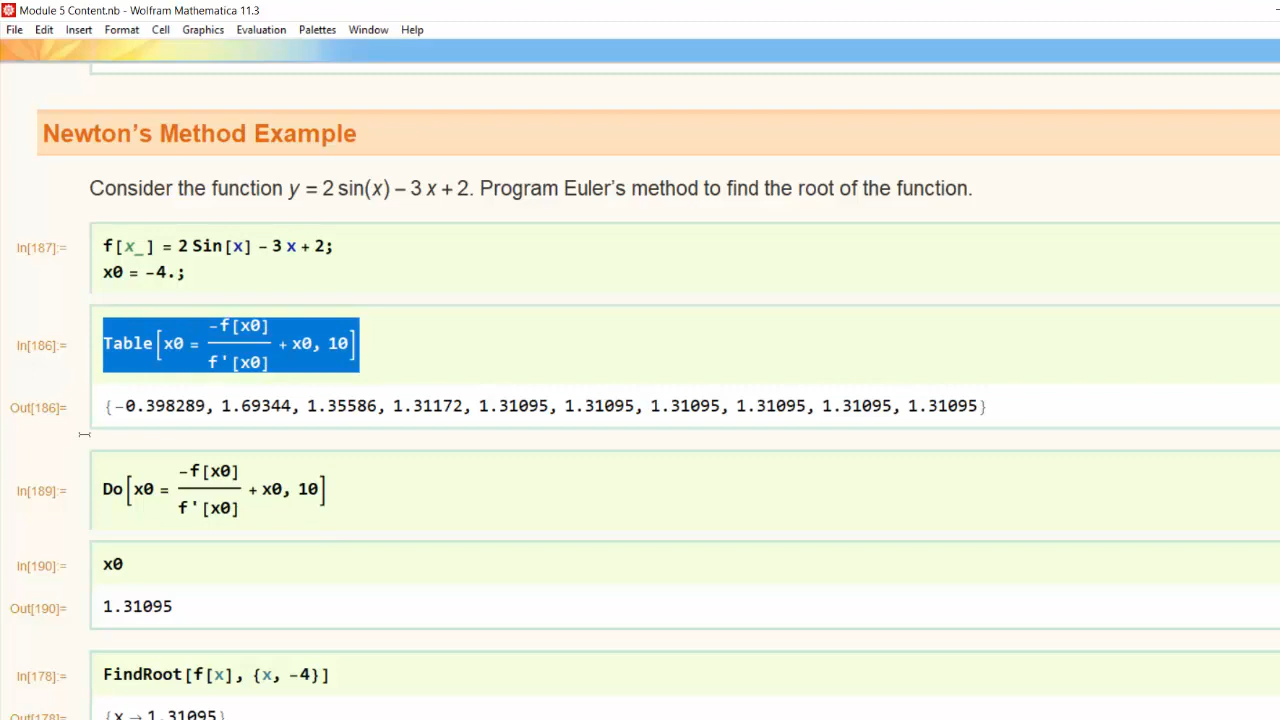 Module 5 Content.nb - Wolfram Mathematica 11.3
File Edit Insert Format Cell Graphics Evaluation Palettes Window Help
Newton's Method Example
Consider the function y = 2 sin(x) – 3 x + 2. Program Euler's method to find the root of the function.
In[187]:= f[x_] = 2 Sin[x] - 3 x + 2;
x0 = -4.;
In[186]:= Table[x0 = -f[x0] / f'[x0] + x0, 10]
Out[186]= {-0.398289, 1.69344, 1.35586, 1.31172, 1.31095, 1.31095, 1.31095, 1.31095, 1.31095, 1.31095}
In[189]:= Do[x0 = -f[x0] / f'[x0] + x0, 10]
In[190]:= x0
Out[190]= 1.31095
In[178]:= FindRoot[f[x], {x, -4}]
Out[178]= {x → 1.31095}